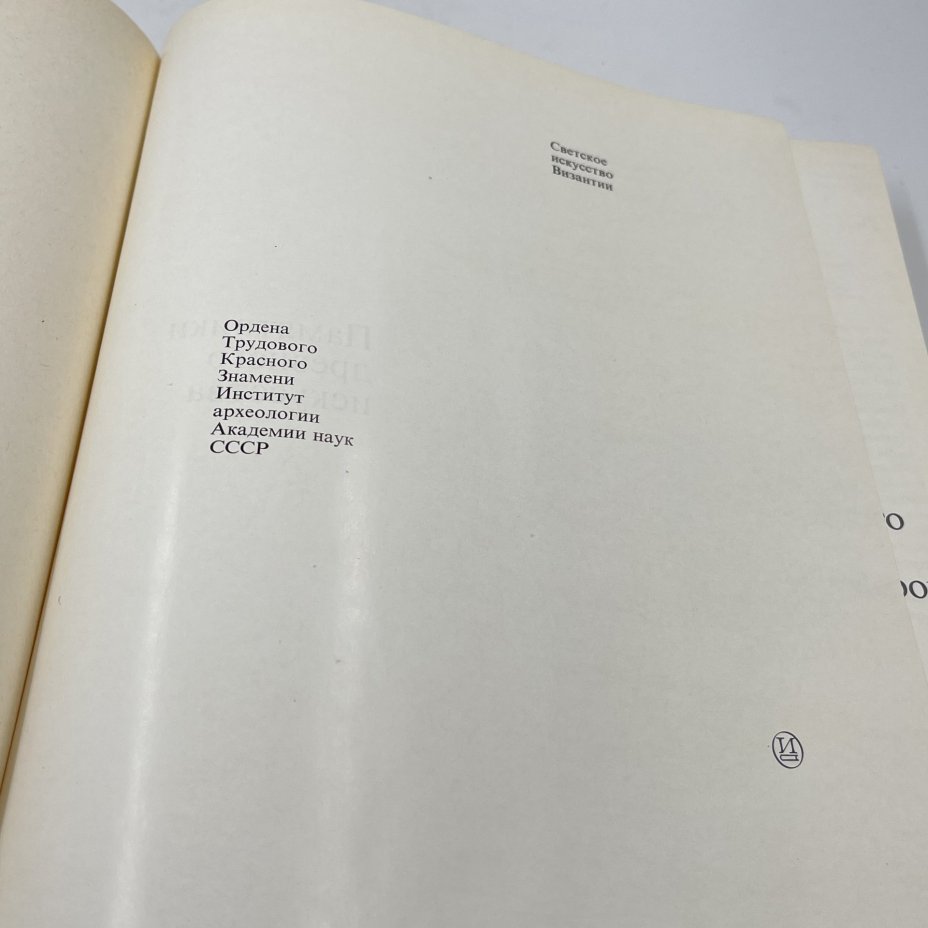 Светское
искусство
Византии
Ордена
Трудового
Красного
Знамени
Институт
археологии
Академии наук
СССР
И